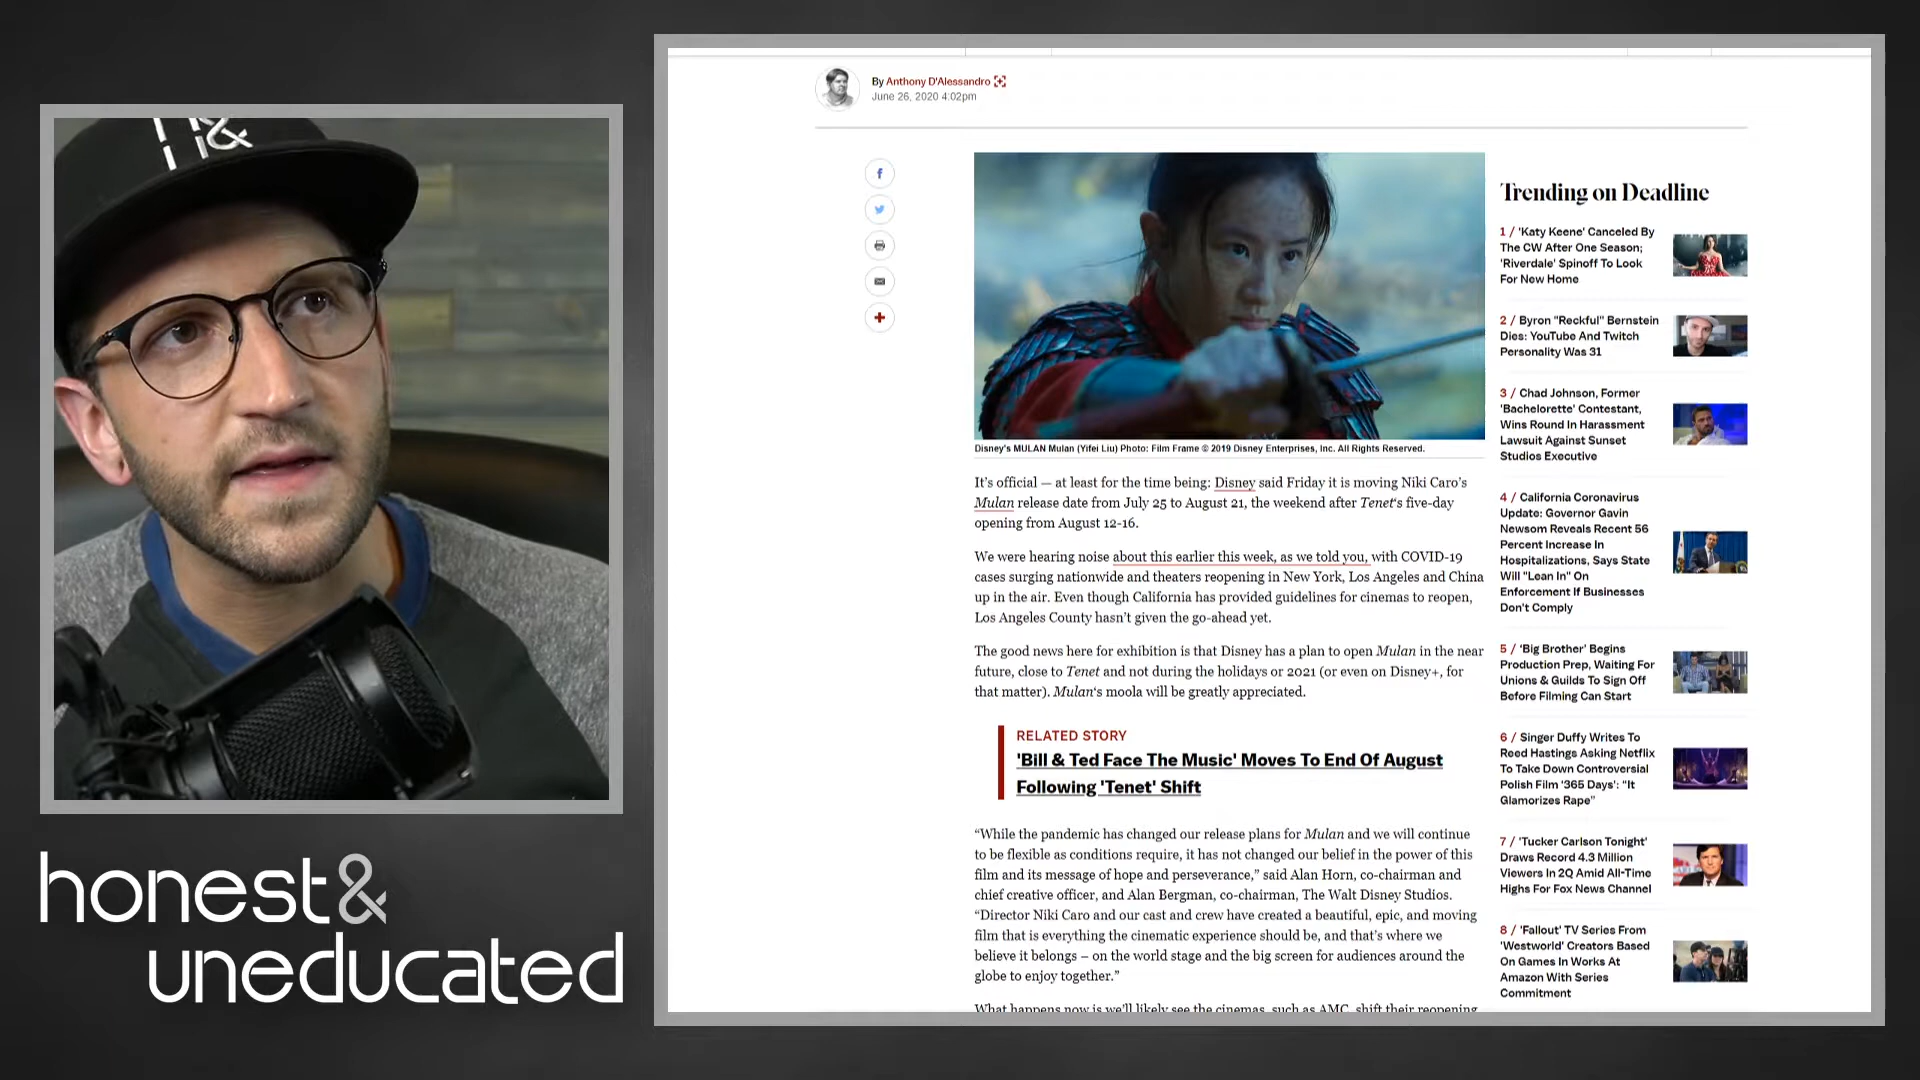 &
honest&
uneducated
By Anthony D'Alessandro
June 26, 2020 4:02pm
Disney's MULAN Mulan (Yifei Liu) Photo: Film Frame © 2019 Disney Enterprises, Inc. All Rights Reserved.
It's official — at least for the time being: Disney said Friday it is moving Niki Caro's
Mulan release date from July 25 to August 21, the weekend after Tenet's five-day
opening from August 12-16.
We were hearing noise about this earlier this week, as we told you, with COVID-19
cases surging nationwide and theaters reopening in New York, Los Angeles and China
up in the air. Even though California has provided guidelines for cinemas to reopen,
Los Angeles County hasn't given the go-ahead yet.
The good news here for exhibition is that Disney has a plan to open Mulan in the near
future, close to Tenet and not during the holidays or 2021 (or even on Disney+, for
that matter). Mulan's moola will be greatly appreciated.
RELATED STORY
'Bill & Ted Face The Music' Moves To End Of August
Following 'Tenet' Shift
“While the pandemic has changed our release plans for Mulan and we will continue
to be flexible as conditions require, it has not changed our belief in the power of this
film and its message of hope and perseverance,” said Alan Horn, co-chairman and
chief creative officer, and Alan Bergman, co-chairman, The Walt Disney Studios.
“Director Niki Caro and our cast and crew have created a beautiful, epic, and moving
film that is everything the cinematic experience should be, and that's where we
believe it belongs – on the world stage and the big screen for audiences around the
globe to enjoy together.”
What happens now is we'll likely see the cinemas, such as AMC, shift their reopening
Trending on Deadline
1 / 'Katy Keene' Canceled By
The CW After One Season;
'Riverdale' Spinoff To Look
For New Home
2 / Byron "Reckful" Bernstein
Dies: YouTube And Twitch
Personality Was 31
3 / Chad Johnson, Former
'Bachelorette' Contestant,
Wins Round In Harassment
Lawsuit Against Sunset
Studios Executive
4 / California Coronavirus
Update: Governor Gavin
Newsom Reveals Recent 56
Percent Increase In
Hospitalizations, Says State
Will "Lean In" On
Enforcement If Businesses
Don't Comply
5 / 'Big Brother' Begins
Production Prep, Waiting For
Unions & Guilds To Sign Off
Before Filming Can Start
6 / Singer Duffy Writes To
Reed Hastings Asking Netflix
To Take Down Controversial
Polish Film '365 Days': “It
Glamorizes Rape”
7 / 'Tucker Carlson Tonight'
Draws Record 4.3 Million
Viewers In 2Q Amid All-Time
Highs For Fox News Channel
8 / 'Fallout' TV Series From
'Westworld' Creators Based
On Games In Works At
Amazon With Series
Commitment